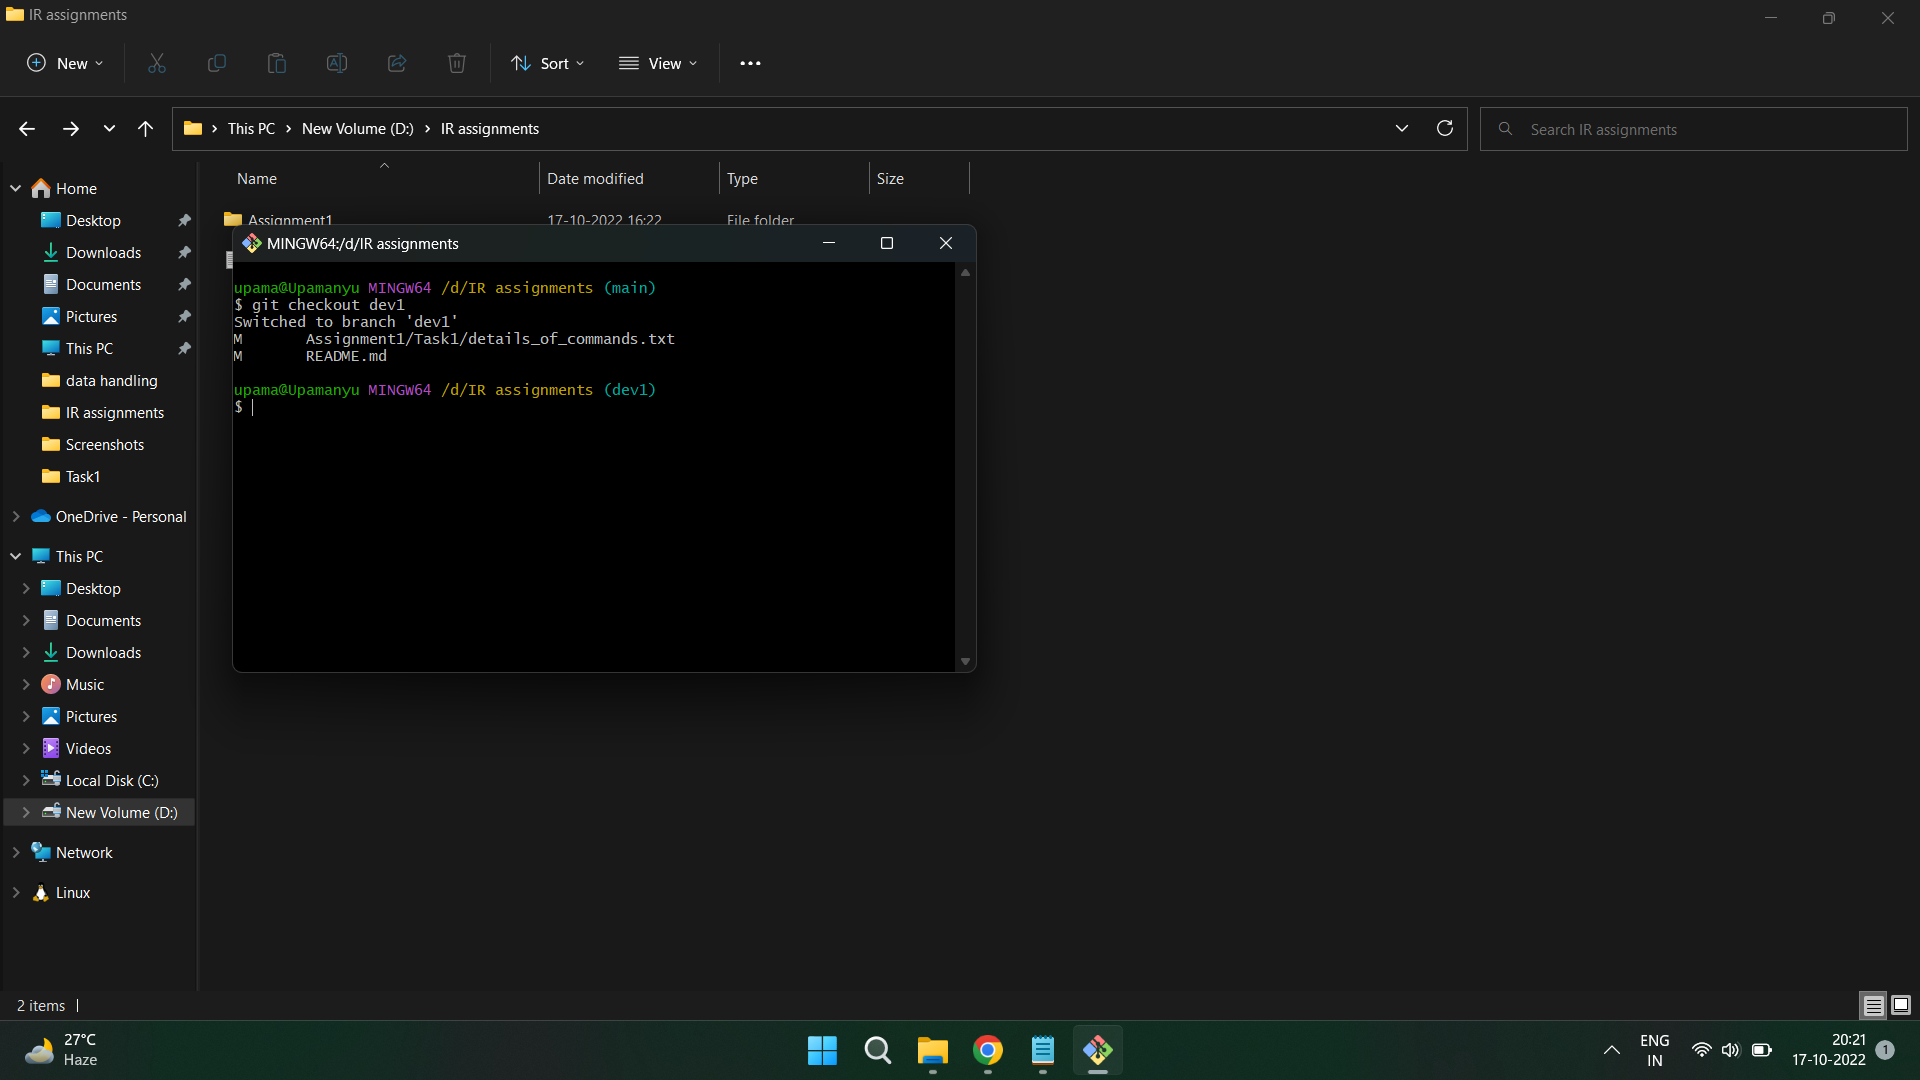 IR assignments
New
Sort
View
This PC
New Volume (D:)
IR assignments
Search IR assignments
Name
Date modified
Type
Size
Home
Desktop
Downloads
Documents
Pictures
This PC
data handling
IR assignments
Screenshots
Task1
OneDrive - Personal
This PC
Desktop
Documents
Downloads
Music
Pictures
Videos
Local Disk (C:)
New Volume (D:)
Network
Linux
Assignment1
17-10-2022 16:22
File folder
MINGW64:/d/IR assignments
upama@Upamanyu MINGW64 /d/IR assignments (main)
$ git checkout dev1
Switched to branch 'dev1'
M Assignment1/Task1/details_of_commands.txt
M README.md
upama@Upamanyu MINGW64 /d/IR assignments (dev1)
$
2 items
27°C
Haze
ENG
IN
20:21
17-10-2022
1